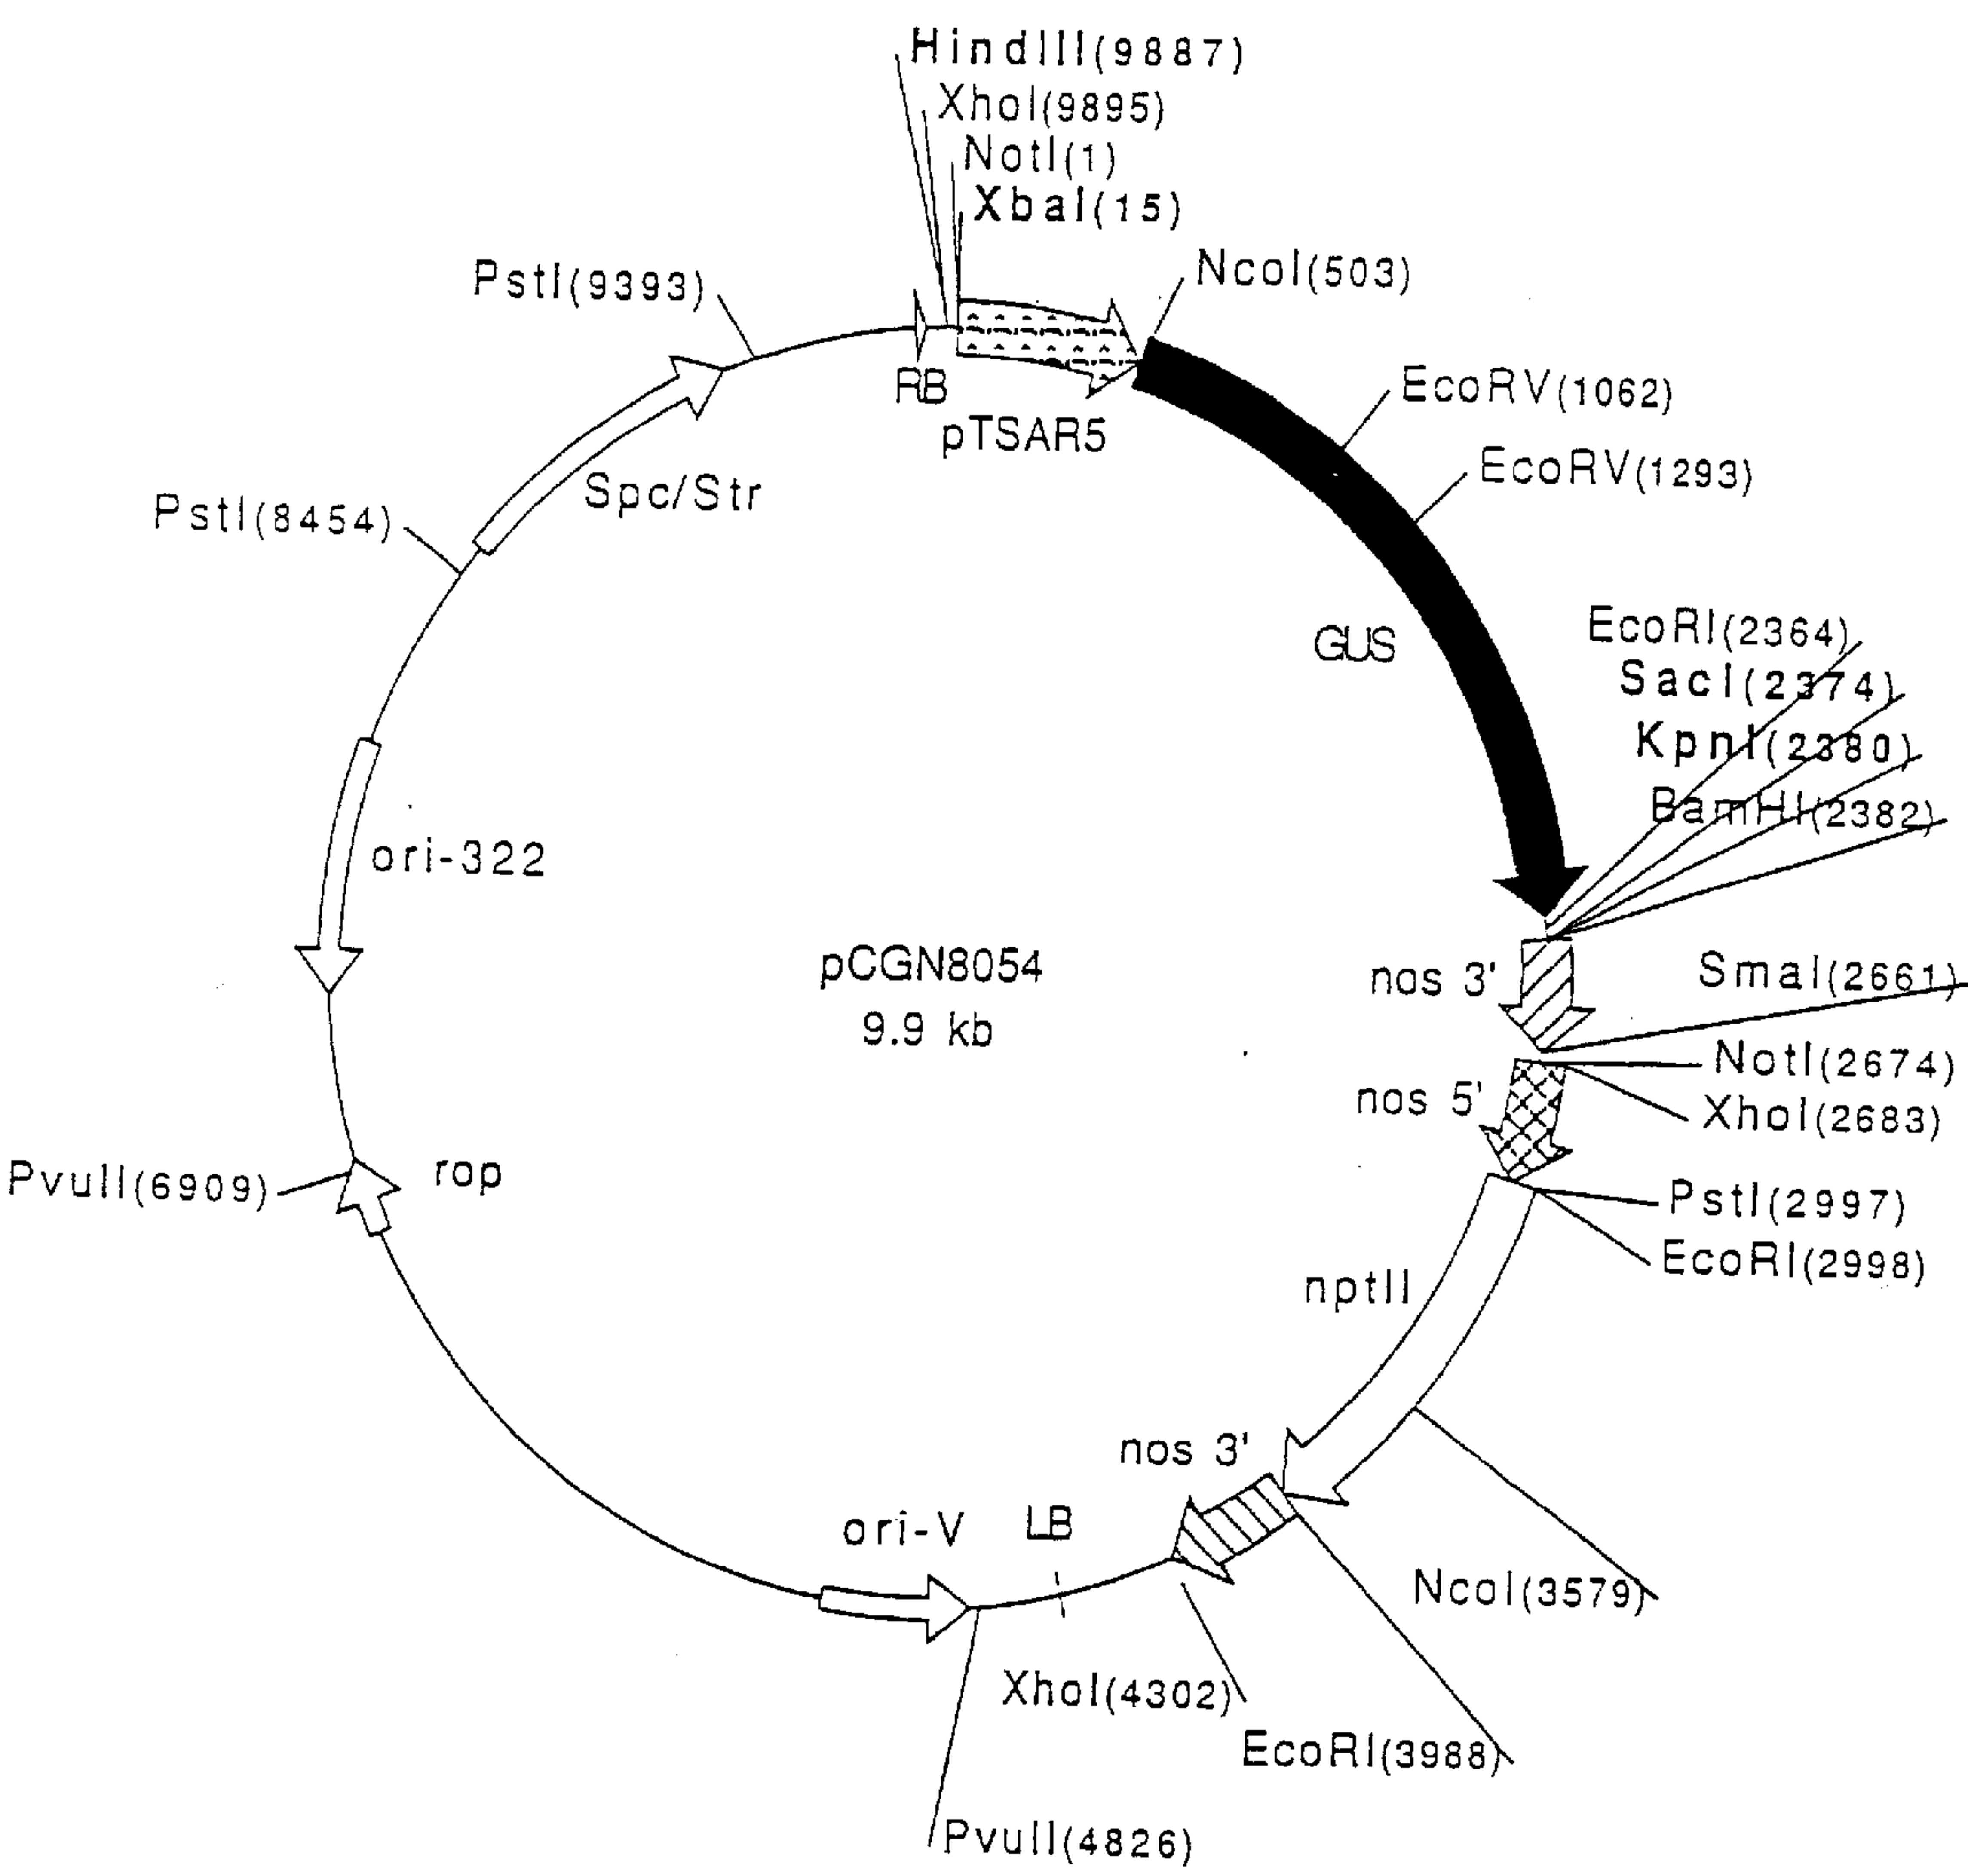 HindIII(9887)
XhoI(9895)
NotI(1)
XbaI(15)
NcoI(503)
PstI(9393)
RB
pTSAR5
EcoRV(1062)
EcoRV(1293)
Spc/Str
PstI(8454)
GUS
EcoRI(2364)
SacI(2374)
KpnI(2380)
BamHI(2382)
ori-322
pCGN8054
9.9 kb
nos 3'
SmaI(2661)
NotI(2674)
nos 5'
XhoI(2683)
PvuII(6909)
rop
PstI(2997)
EcoRI(2998)
nptII
nos 3'
ori-V
LB
NcoI(3579)
XhoI(4302)
EcoRI(3988)
PvuII(4826)